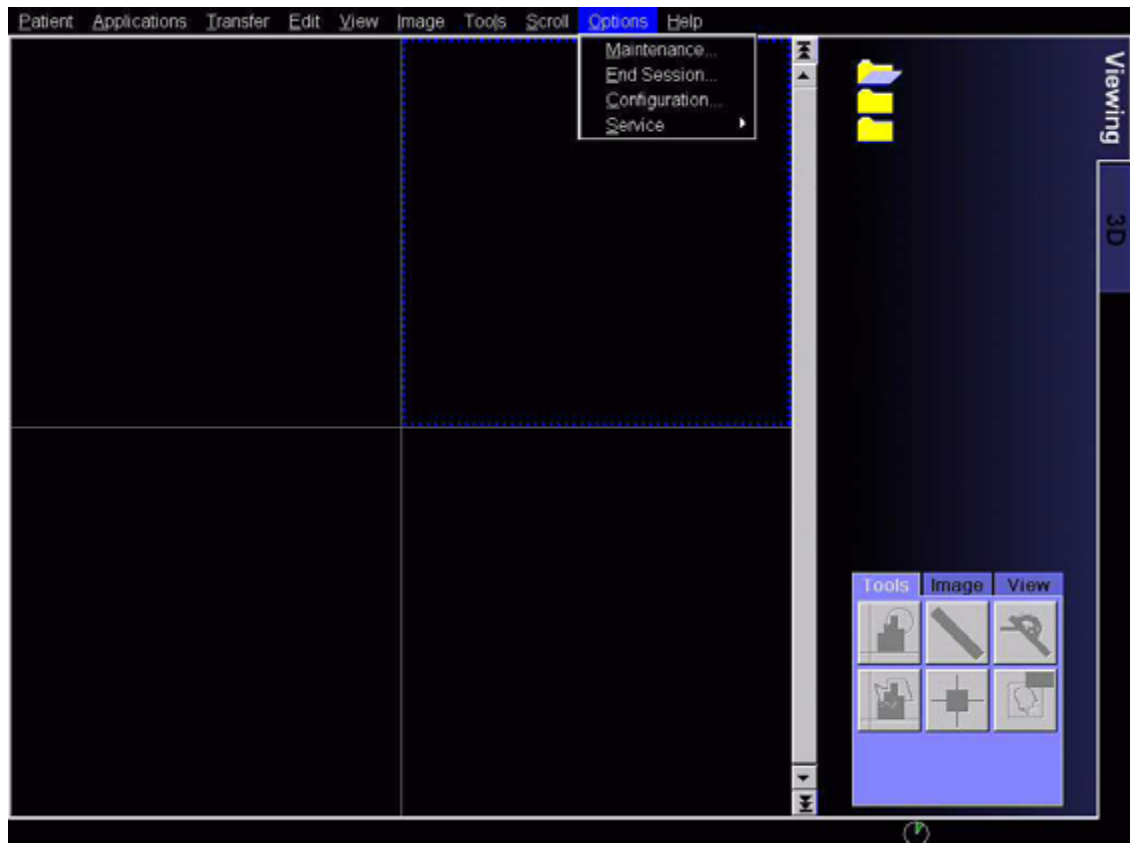 Patient Applications Transfer Edit View Image Tools Scroll Options Help
Maintenance...
End Session...
Configuration...
Service
Viewing
3D
Tools Image View